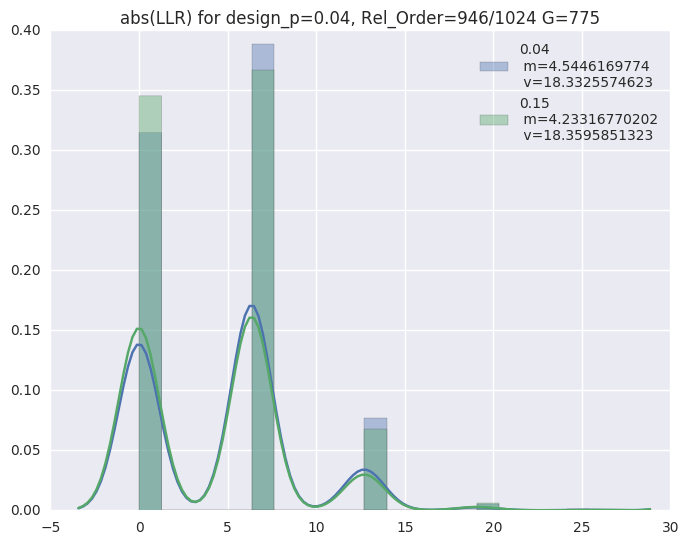 abs(LLR) for design_p=0.04, Rel_Order=946/1024 G=775
0.40
0.35
0.30
0.25
0.20
0.15
0.10
0.05
0.00
0.04
m=4.5446169774
v=18.3325574623
0.15
m=4.23316770202
v=18.3595851323
−5 0 5 10 15 20 25 30